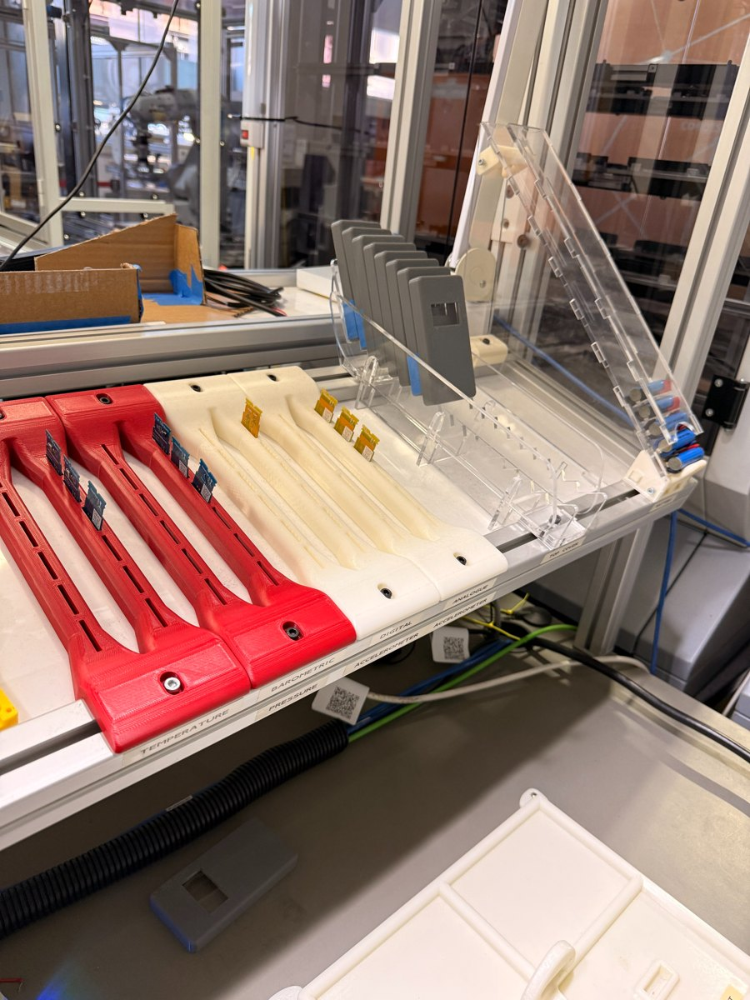 TEMPERATURE
BAROMETRIC
PRESSURE
DIGITAL
ACCELEROMETER
ANALOGUE
ACCELEROMETER
TOP COVER